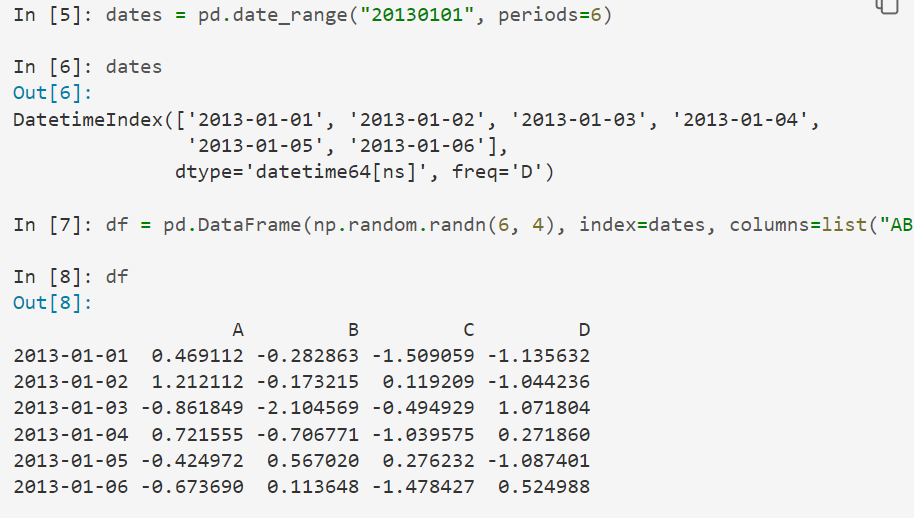 In [5]: dates = pd.date_range("20130101", periods=6)
In [6]: dates
Out[6]:
DatetimeIndex(['2013-01-01', '2013-01-02', '2013-01-03', '2013-01-04',
               '2013-01-05', '2013-01-06'],
              dtype='datetime64[ns]', freq='D')
In [7]: df = pd.DataFrame(np.random.randn(6, 4), index=dates, columns=list("AB
In [8]: df
Out[8]:
                   A         B         C         D
2013-01-01  0.469112 -0.282863 -1.509059 -1.135632
2013-01-02  1.212112 -0.173215  0.119209 -1.044236
2013-01-03 -0.861849 -2.104569 -0.494929  1.071804
2013-01-04  0.721555 -0.706771 -1.039575  0.271860
2013-01-05 -0.424972  0.567020  0.276232 -1.087401
2013-01-06 -0.673690  0.113648 -1.478427  0.524988